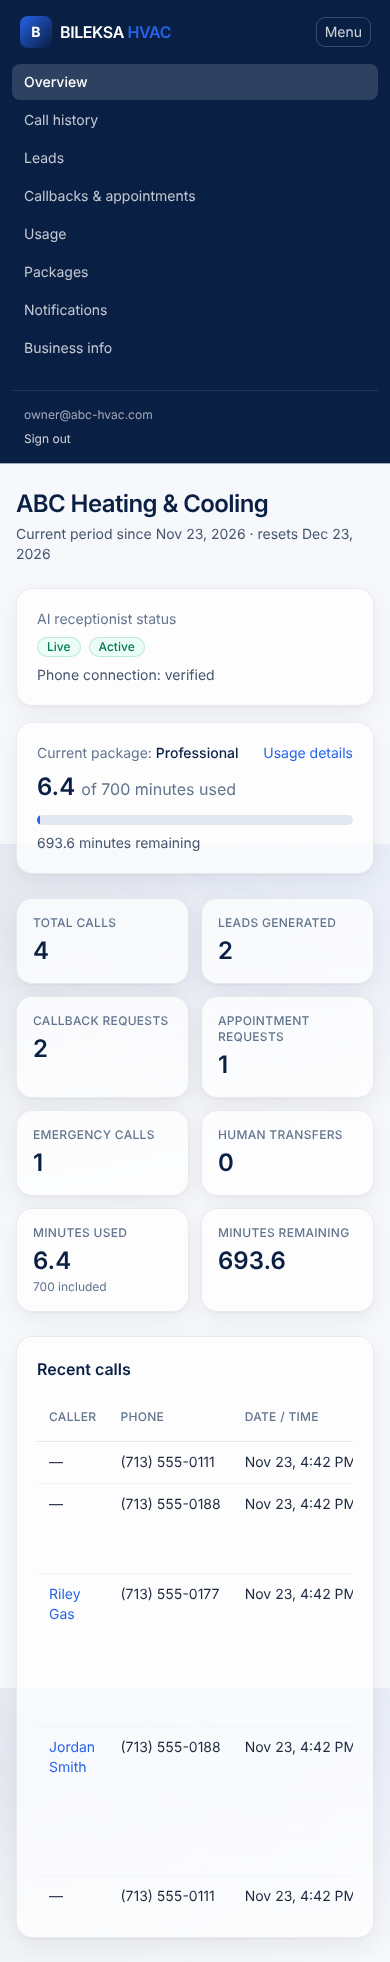 B BILEKSA HVAC Menu
Overview
Call history
Leads
Callbacks & appointments
Usage
Packages
Notifications
Business info
owner@abc-hvac.com
Sign out
ABC Heating & Cooling
Current period since Nov 23, 2026 · resets Dec 23,
2026
AI receptionist status
Live Active
Phone connection: verified
Current package: Professional Usage details
6.4 of 700 minutes used
693.6 minutes remaining
TOTAL CALLS LEADS GENERATED
4 2
CALLBACK REQUESTS APPOINTMENT
REQUESTS
2 1
EMERGENCY CALLS HUMAN TRANSFERS
1 0
MINUTES USED MINUTES REMAINING
6.4 693.6
700 included
Recent calls
CALLER PHONE DATE / TIME
— (713) 555-0111 Nov 23, 4:42 PM
— (713) 555-0188 Nov 23, 4:42 PM
Riley (713) 555-0177 Nov 23, 4:42 PM
Gas
Jordan (713) 555-0188 Nov 23, 4:42 PM
Smith
— (713) 555-0111 Nov 23, 4:42 PM